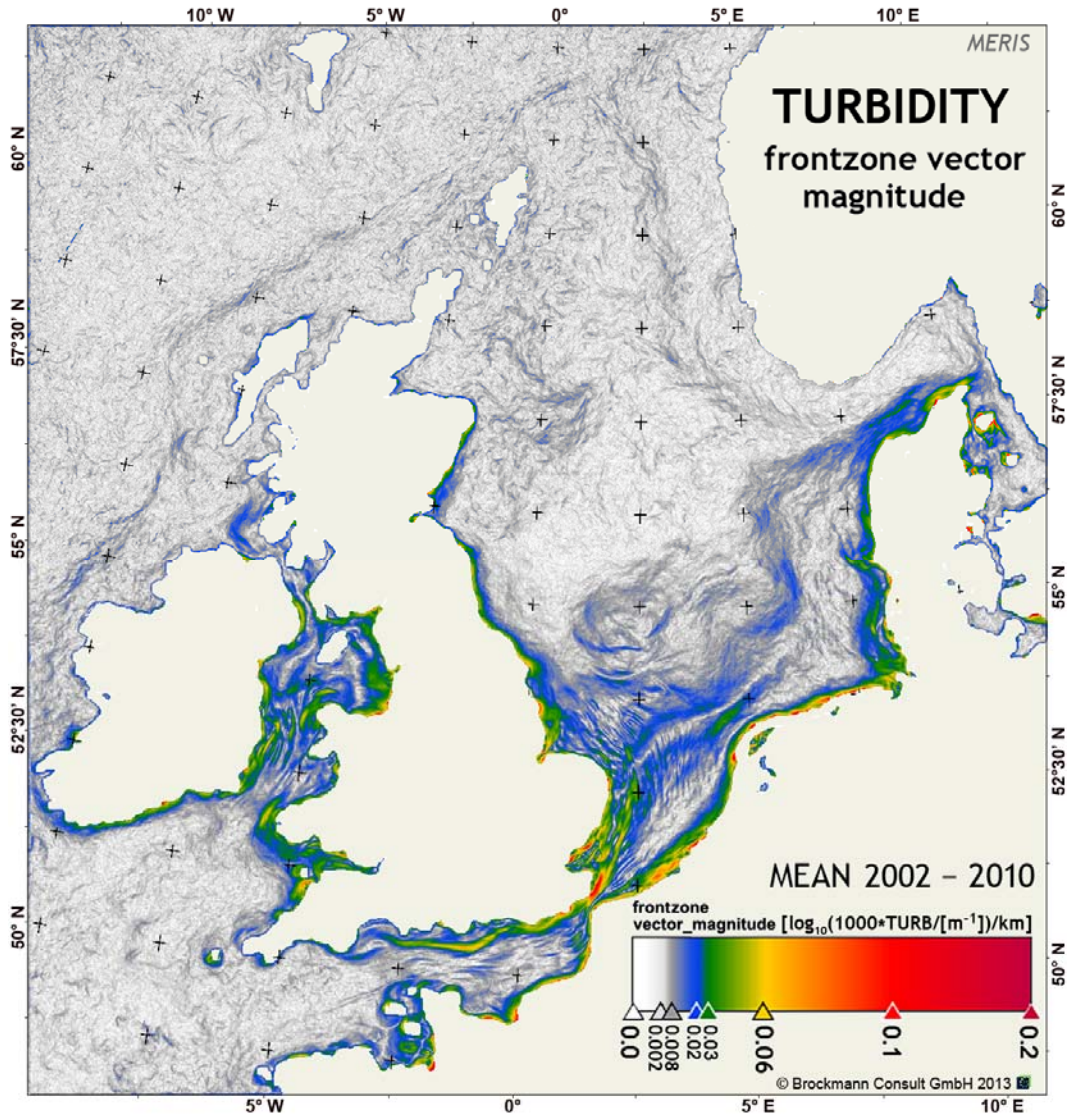 10° W 5° W 0° 5° E 10° E
MERIS
TURBIDITY
frontzone vector
magnitude
60° N
60° N
57°30' N
57°30' N
55° N
55° N
52°30' N
52°30' N
50° N
50° N
MEAN 2002 – 2010
frontzone
vector_magnitude [log₁₀(1000*TURB/[m⁻¹])/km]
0.0 0.002 0.008 0.02 0.03 0.06 0.1 0.2
© Brockmann Consult GmbH 2013
5° W 0° 5° E 10° E